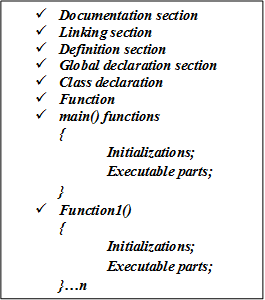 ✓ Documentation section
✓ Linking section
✓ Definition section
✓ Global declaration section
✓ Class declaration
✓ Function
✓ main() functions
{
Initializations;
Executable parts;
}
✓ Function1()
{
Initializations;
Executable parts;
}…n